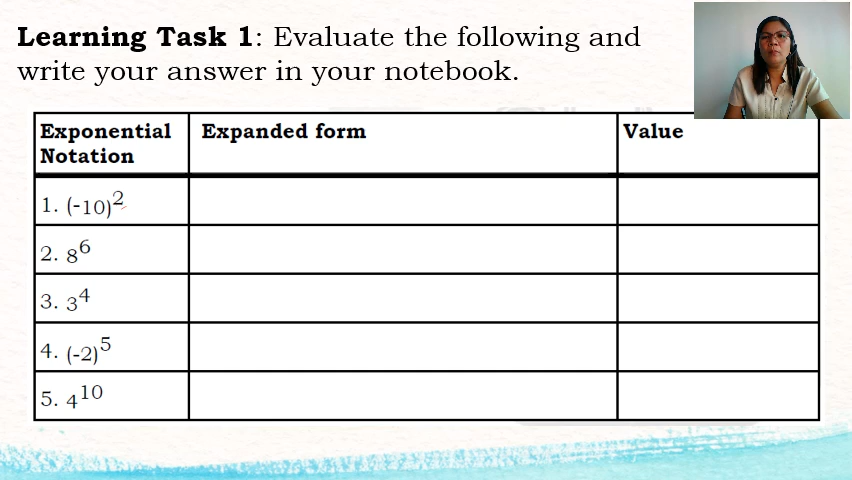 Learning Task 1: Evaluate the following and
write your answer in your notebook.
Exponential Notation Expanded form Value
1. (-10)²
2. 8⁶
3. 3⁴
4. (-2)⁵
5. 4¹⁰